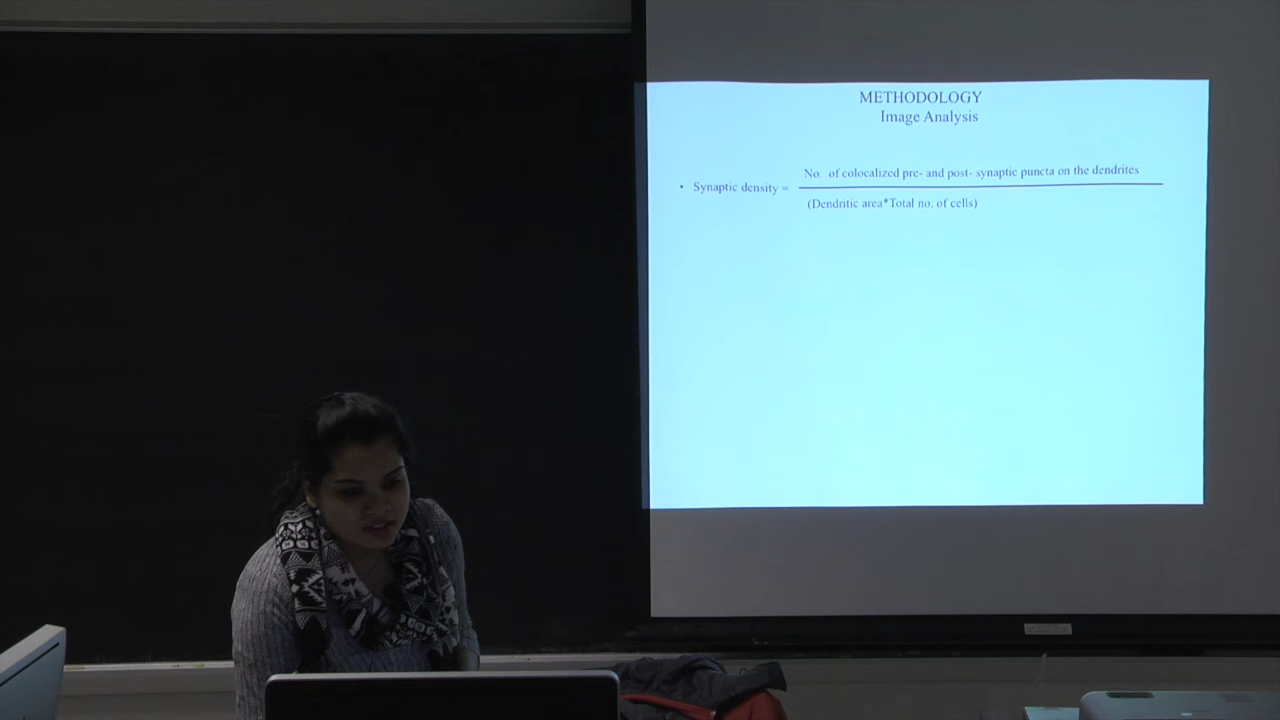 METHODOLOGY
Image Analysis
No. of colocalized pre- and post- synaptic puncta on the dendrites
• Synaptic density =
(Dendritic area*Total no. of cells)